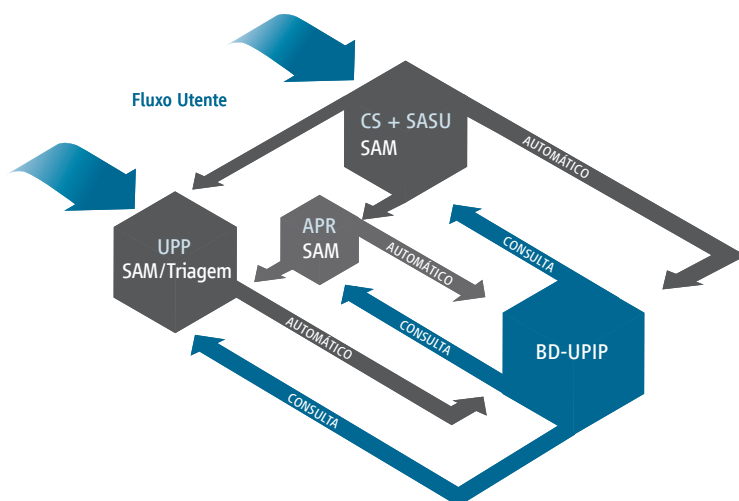 Fluxo Utente
CS + SASU
SAM
AUTOMÁTICO
UPP
SAM/Triagem
APR
SAM
AUTOMÁTICO
CONSULTA
AUTOMÁTICO
CONSULTA
BD-UPIP
CONSULTA